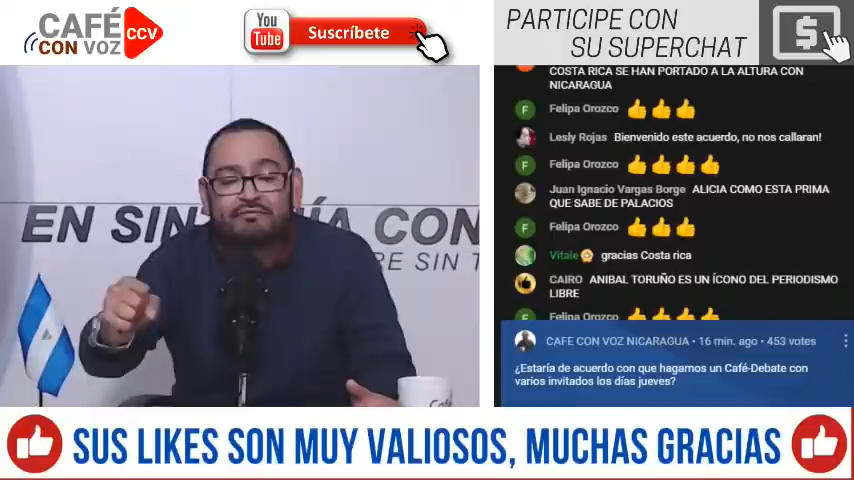 CAFÉ
CON VOZ
CCV
You
Tube
Suscríbete
PARTICIPE CON
SU SUPERCHAT
$
EN SINTONÍA CON
RE SIN T
COSTA RICA SE HAN PORTADO A LA ALTURA CON
NICARAGUA
F Felipa Orozco
Lesly Rojas Bienvenido este acuerdo, no nos callaran!
F Felipa Orozco
Juan Ignacio Vargas Borge ALICIA COMO ESTA PRIMA
QUE SABE DE PALACIOS
F Felipa Orozco
Vitale gracias Costa rica
CAIRO ANIBAL TORUÑO ES UN ÍCONO DEL PERIODISMO
LIBRE
F Felipa Orozco
CAFE CON VOZ NICARAGUA • 16 min. ago • 453 votes
¿Estaría de acuerdo con que hagamos un Café-Debate con
varios invitados los días jueves?
SUS LIKES SON MUY VALIOSOS, MUCHAS GRACIAS